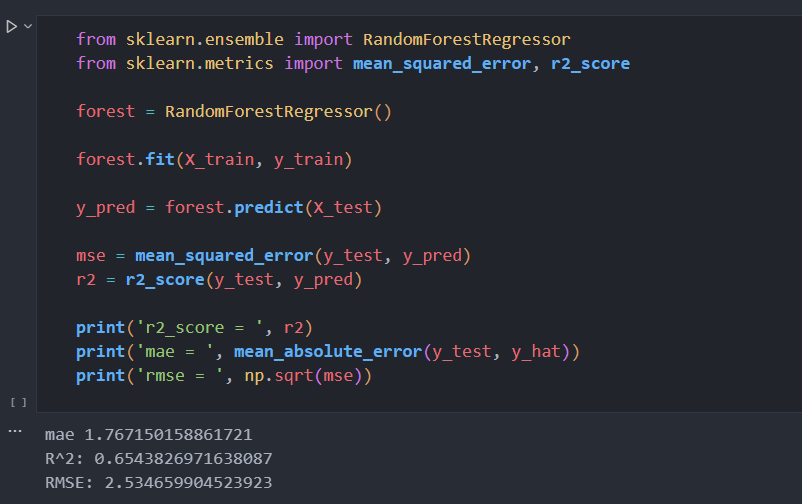 from sklearn.ensemble import RandomForestRegressor
from sklearn.metrics import mean_squared_error, r2_score
forest = RandomForestRegressor()
forest.fit(X_train, y_train)
y_pred = forest.predict(X_test)
mse = mean_squared_error(y_test, y_pred)
r2 = r2_score(y_test, y_pred)
print('r2_score = ', r2)
print('mae = ', mean_absolute_error(y_test, y_hat))
print('rmse = ', np.sqrt(mse))
[ ]
...
mae 1.767150158861721
R^2: 0.6543826971638087
RMSE: 2.534659904523923